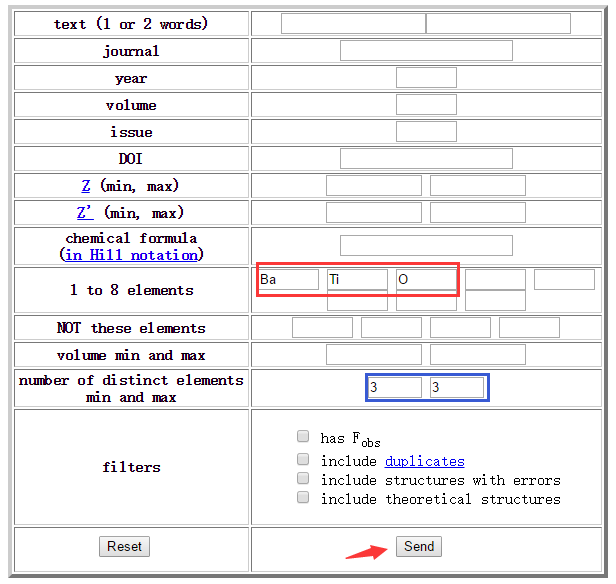 text (1 or 2 words)
journal
year
volume
issue
DOI
Z (min, max)
Z' (min, max)
chemical formula
(in Hill notation)
1 to 8 elements
Ba Ti O
NOT these elements
volume min and max
number of distinct elements
min and max
3 3
filters
has Fobs
include duplicates
include structures with errors
include theoretical structures
Reset Send